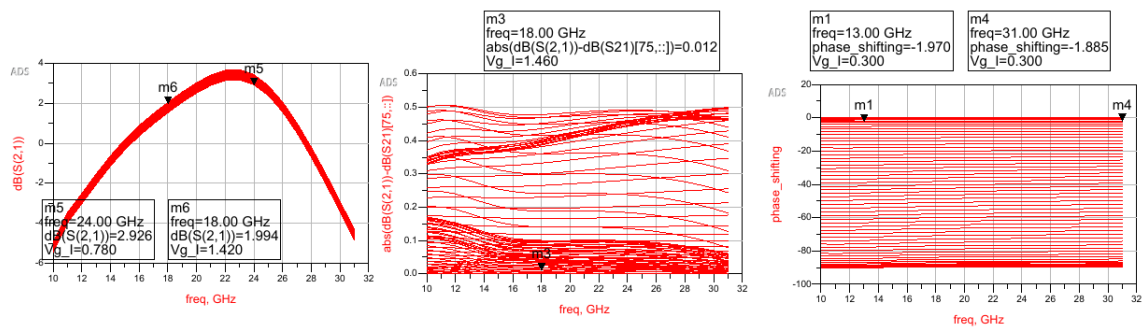 ADS
4
2
0
-2
-4
-6
dB(S(2,1))
m6
m5
m5
freq=24.00 GHz
dB(S(2,1))=2.926
Vg_I=0.780
m6
freq=18.00 GHz
dB(S(2,1))=1.994
Vg_I=1.420
10 12 14 16 18 20 22 24 26 28 30 32
freq, GHz
m3
freq=18.00 GHz
abs(dB(S(2,1))-dB(S21)[75,::])=0.012
Vg_I=1.460
ADS
0.6
0.5
0.4
0.3
0.2
0.1
0.0
abs(dB(S(2,1))-dB(S21)[75,::])
m3
10 12 14 16 18 20 22 24 26 28 30 32
freq, GHz
m1
freq=13.00 GHz
phase_shifting=-1.970
Vg_I=0.300
m4
freq=31.00 GHz
phase_shifting=-1.885
Vg_I=0.300
ADS
20
0
-20
-40
-60
-80
-100
phase_shifting
m1
m4
10 12 14 16 18 20 22 24 26 28 30 32
freq, GHz